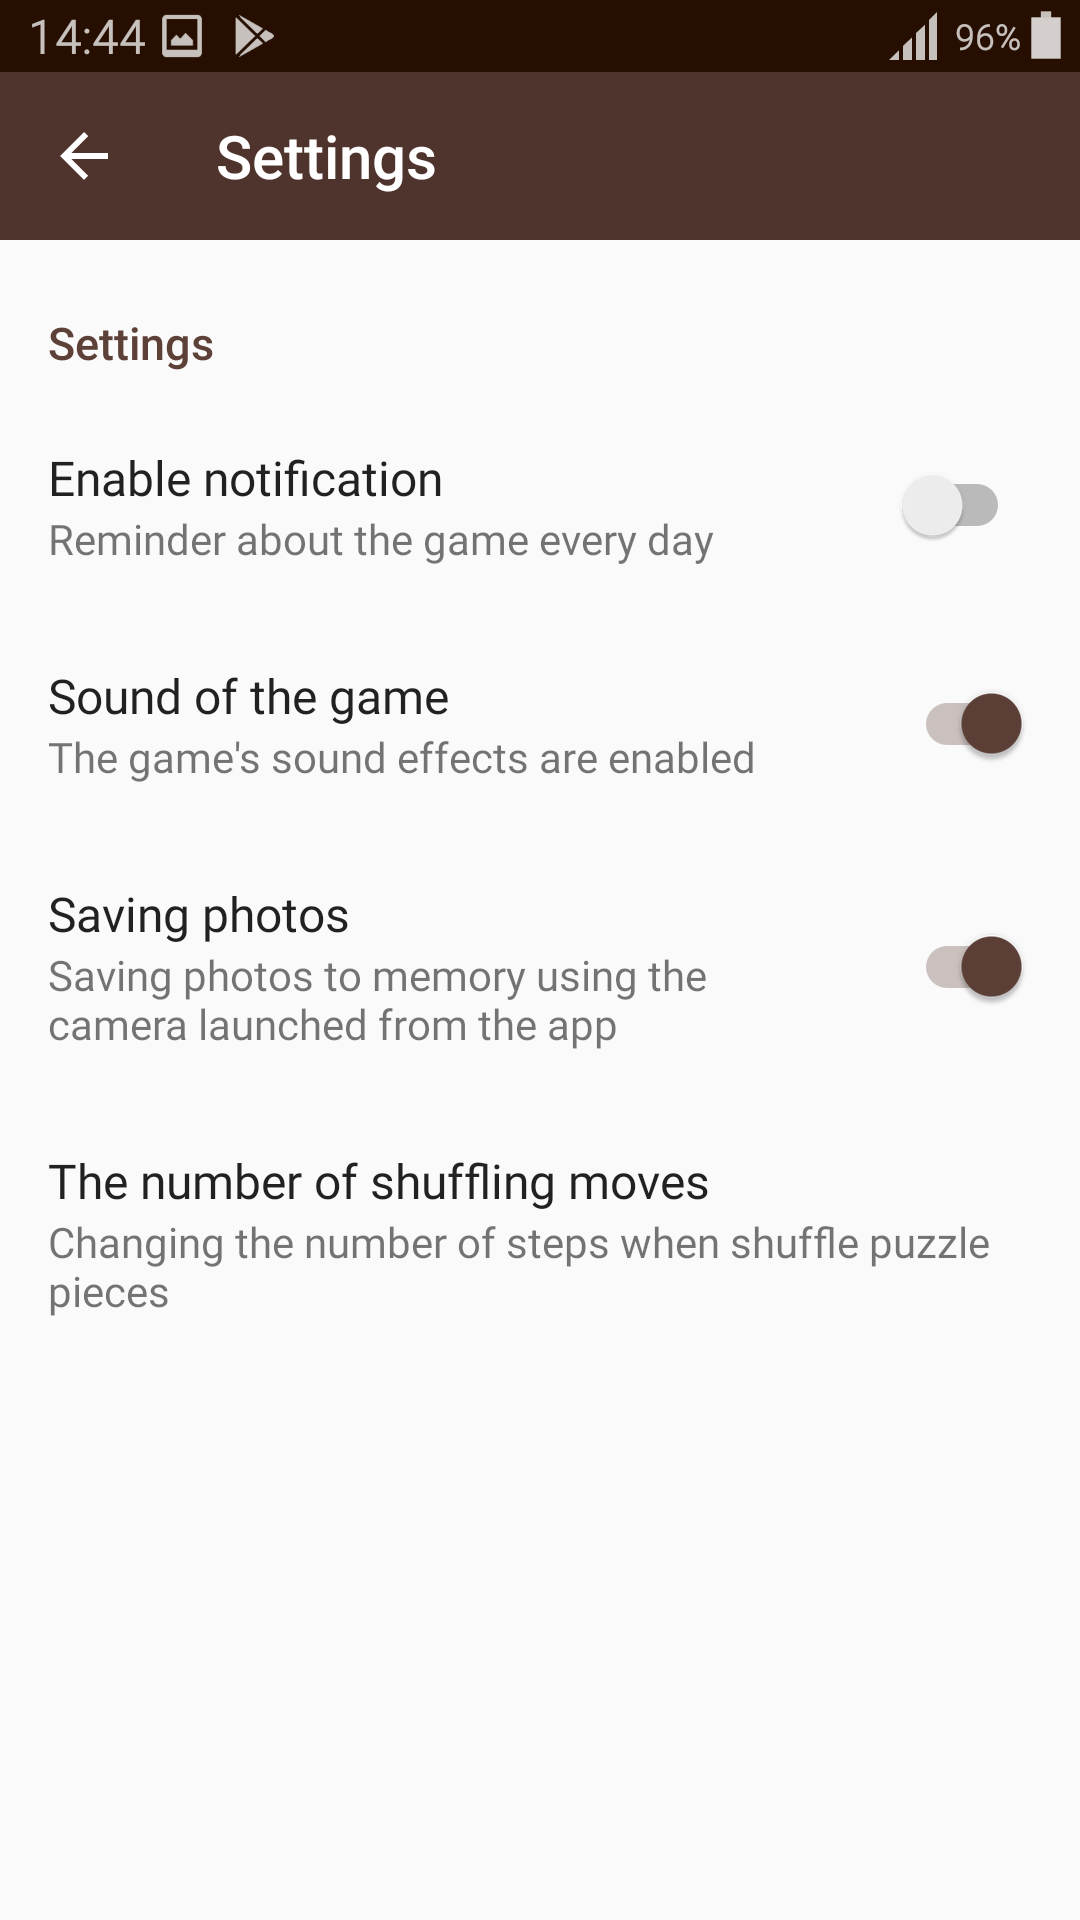 14:44 96%
Settings
Settings
Enable notification
Reminder about the game every day
Sound of the game
The game's sound effects are enabled
Saving photos
Saving photos to memory using the
camera launched from the app
The number of shuffling moves
Changing the number of steps when shuffle puzzle
pieces